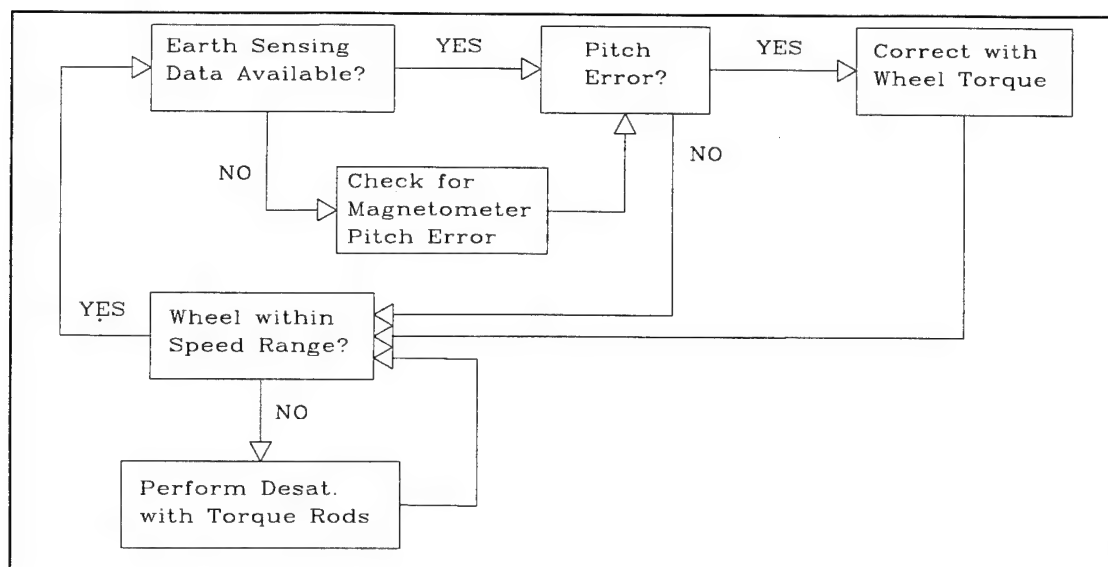 Earth Sensing
Data Available?
YES
Pitch
Error?
YES
Correct with
Wheel Torque
NO
Check for
Magnetometer
Pitch Error
NO
YES
Wheel within
Speed Range?
NO
Perform Desat.
with Torque Rods